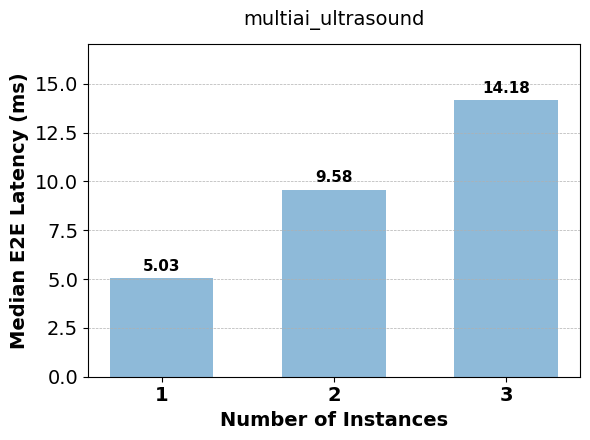 multiai_ultrasound
Median E2E Latency (ms)
15.0
12.5
10.0
7.5
5.0
2.5
0.0
5.03
9.58
14.18
1 2 3
Number of Instances